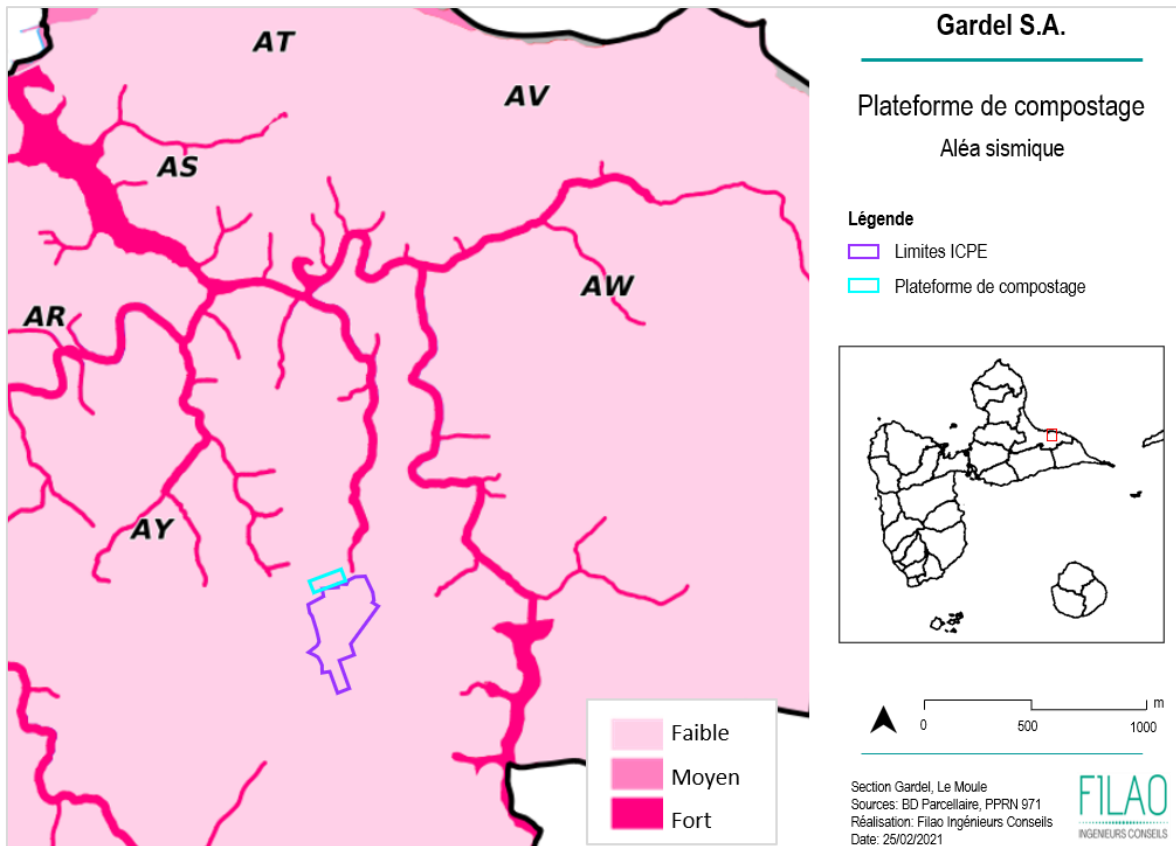 AT
AV
AS
AW
AR
AY
Faible
Moyen
Fort
Gardel S.A.
Plateforme de compostage
Aléa sismique
Légende
Limites ICPE
Plateforme de compostage
m
0 500 1000
Section Gardel, Le Moule
Sources: BD Parcellaire, PPRN 971
Réalisation: Filao Ingénieurs Conseils
Date: 25/02/2021
FILAO
INGENIEURS CONSEILS